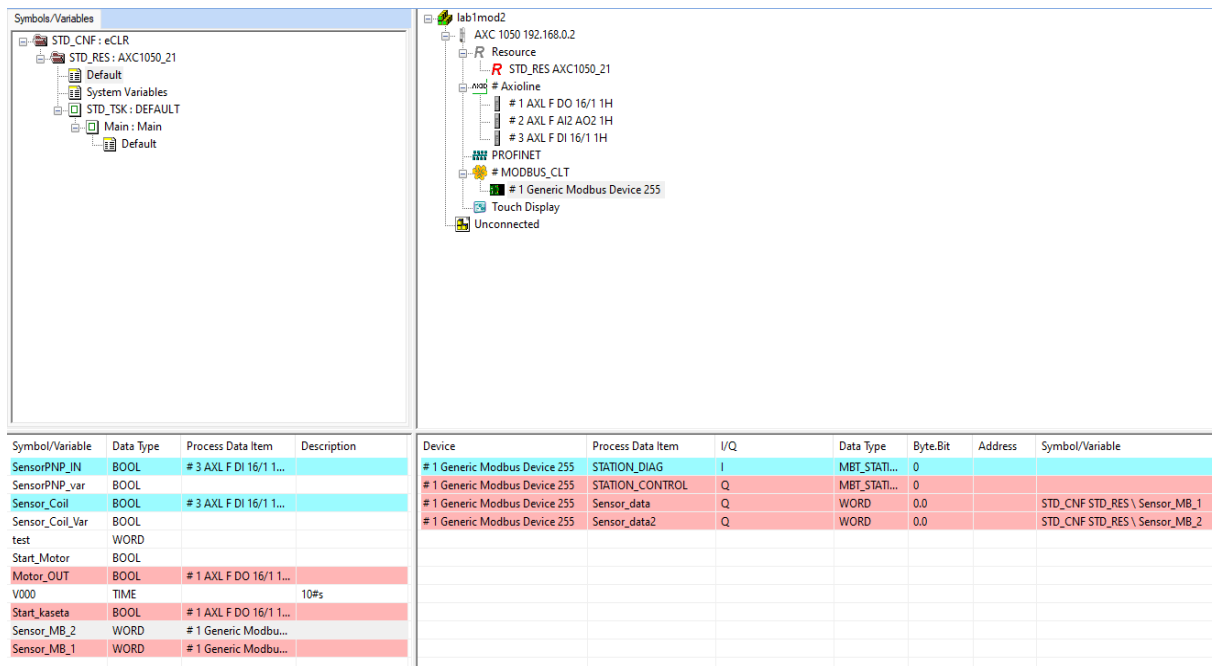 Symbols/Variables
STD_CNF : eCLR
STD_RES : AXC1050_21
Default
System Variables
STD_TSK : DEFAULT
Main : Main
Default
lab1mod2
AXC 1050 192.168.0.2
R Resource
R STD_RES AXC1050_21
# Axioline
# 1 AXL F DO 16/1 1H
# 2 AXL F AI2 AO2 1H
# 3 AXL F DI 16/1 1H
PROFINET
# MODBUS_CLT
# 1 Generic Modbus Device 255
Touch Display
Unconnected
Symbol/Variable Data Type Process Data Item Description
SensorPNP_IN BOOL # 3 AXL F DI 16/1 1...
SensorPNP_var BOOL
Sensor_Coil BOOL # 3 AXL F DI 16/1 1...
Sensor_Coil_Var BOOL
test WORD
Start_Motor BOOL
Motor_OUT BOOL # 1 AXL F DO 16/1 1...
V000 TIME 10#s
Start_kaseta BOOL # 1 AXL F DO 16/1 1...
Sensor_MB_2 WORD # 1 Generic Modbu...
Sensor_MB_1 WORD # 1 Generic Modbu...
Device Process Data Item I/Q Data Type Byte.Bit Address Symbol/Variable
# 1 Generic Modbus Device 255 STATION_DIAG I MBT_STATI... 0
# 1 Generic Modbus Device 255 STATION_CONTROL Q MBT_STATI... 0
# 1 Generic Modbus Device 255 Sensor_data Q WORD 0.0 STD_CNF STD_RES \ Sensor_MB_1
# 1 Generic Modbus Device 255 Sensor_data2 Q WORD 0.0 STD_CNF STD_RES \ Sensor_MB_2